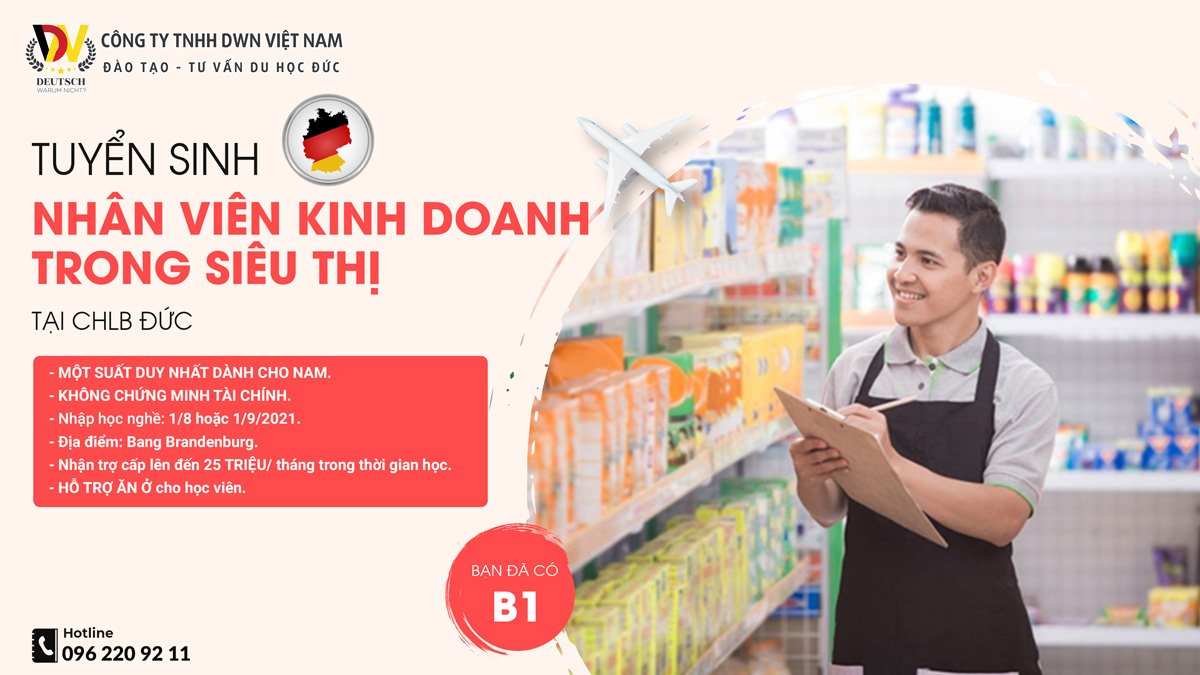 DV
DEUTSCH
WARUM NICHT?
CÔNG TY TNHH DWN VIỆT NAM
ĐÀO TẠO - TƯ VẤN DU HỌC ĐỨC
TUYỂN SINH
NHÂN VIÊN KINH DOANH
TRONG SIÊU THỊ
TẠI CHLB ĐỨC
- MỘT SUẤT DUY NHẤT DÀNH CHO NAM.
- KHÔNG CHỨNG MINH TÀI CHÍNH.
- Nhập học nghề: 1/8 hoặc 1/9/2021.
- Địa điểm: Bang Brandenburg.
- Nhận trợ cấp lên đến 25 TRIỆU/ tháng trong thời gian học.
- HỖ TRỢ ĂN Ở cho học viên.
BẠN ĐÃ CÓ
B1
Hotline
096 220 92 11